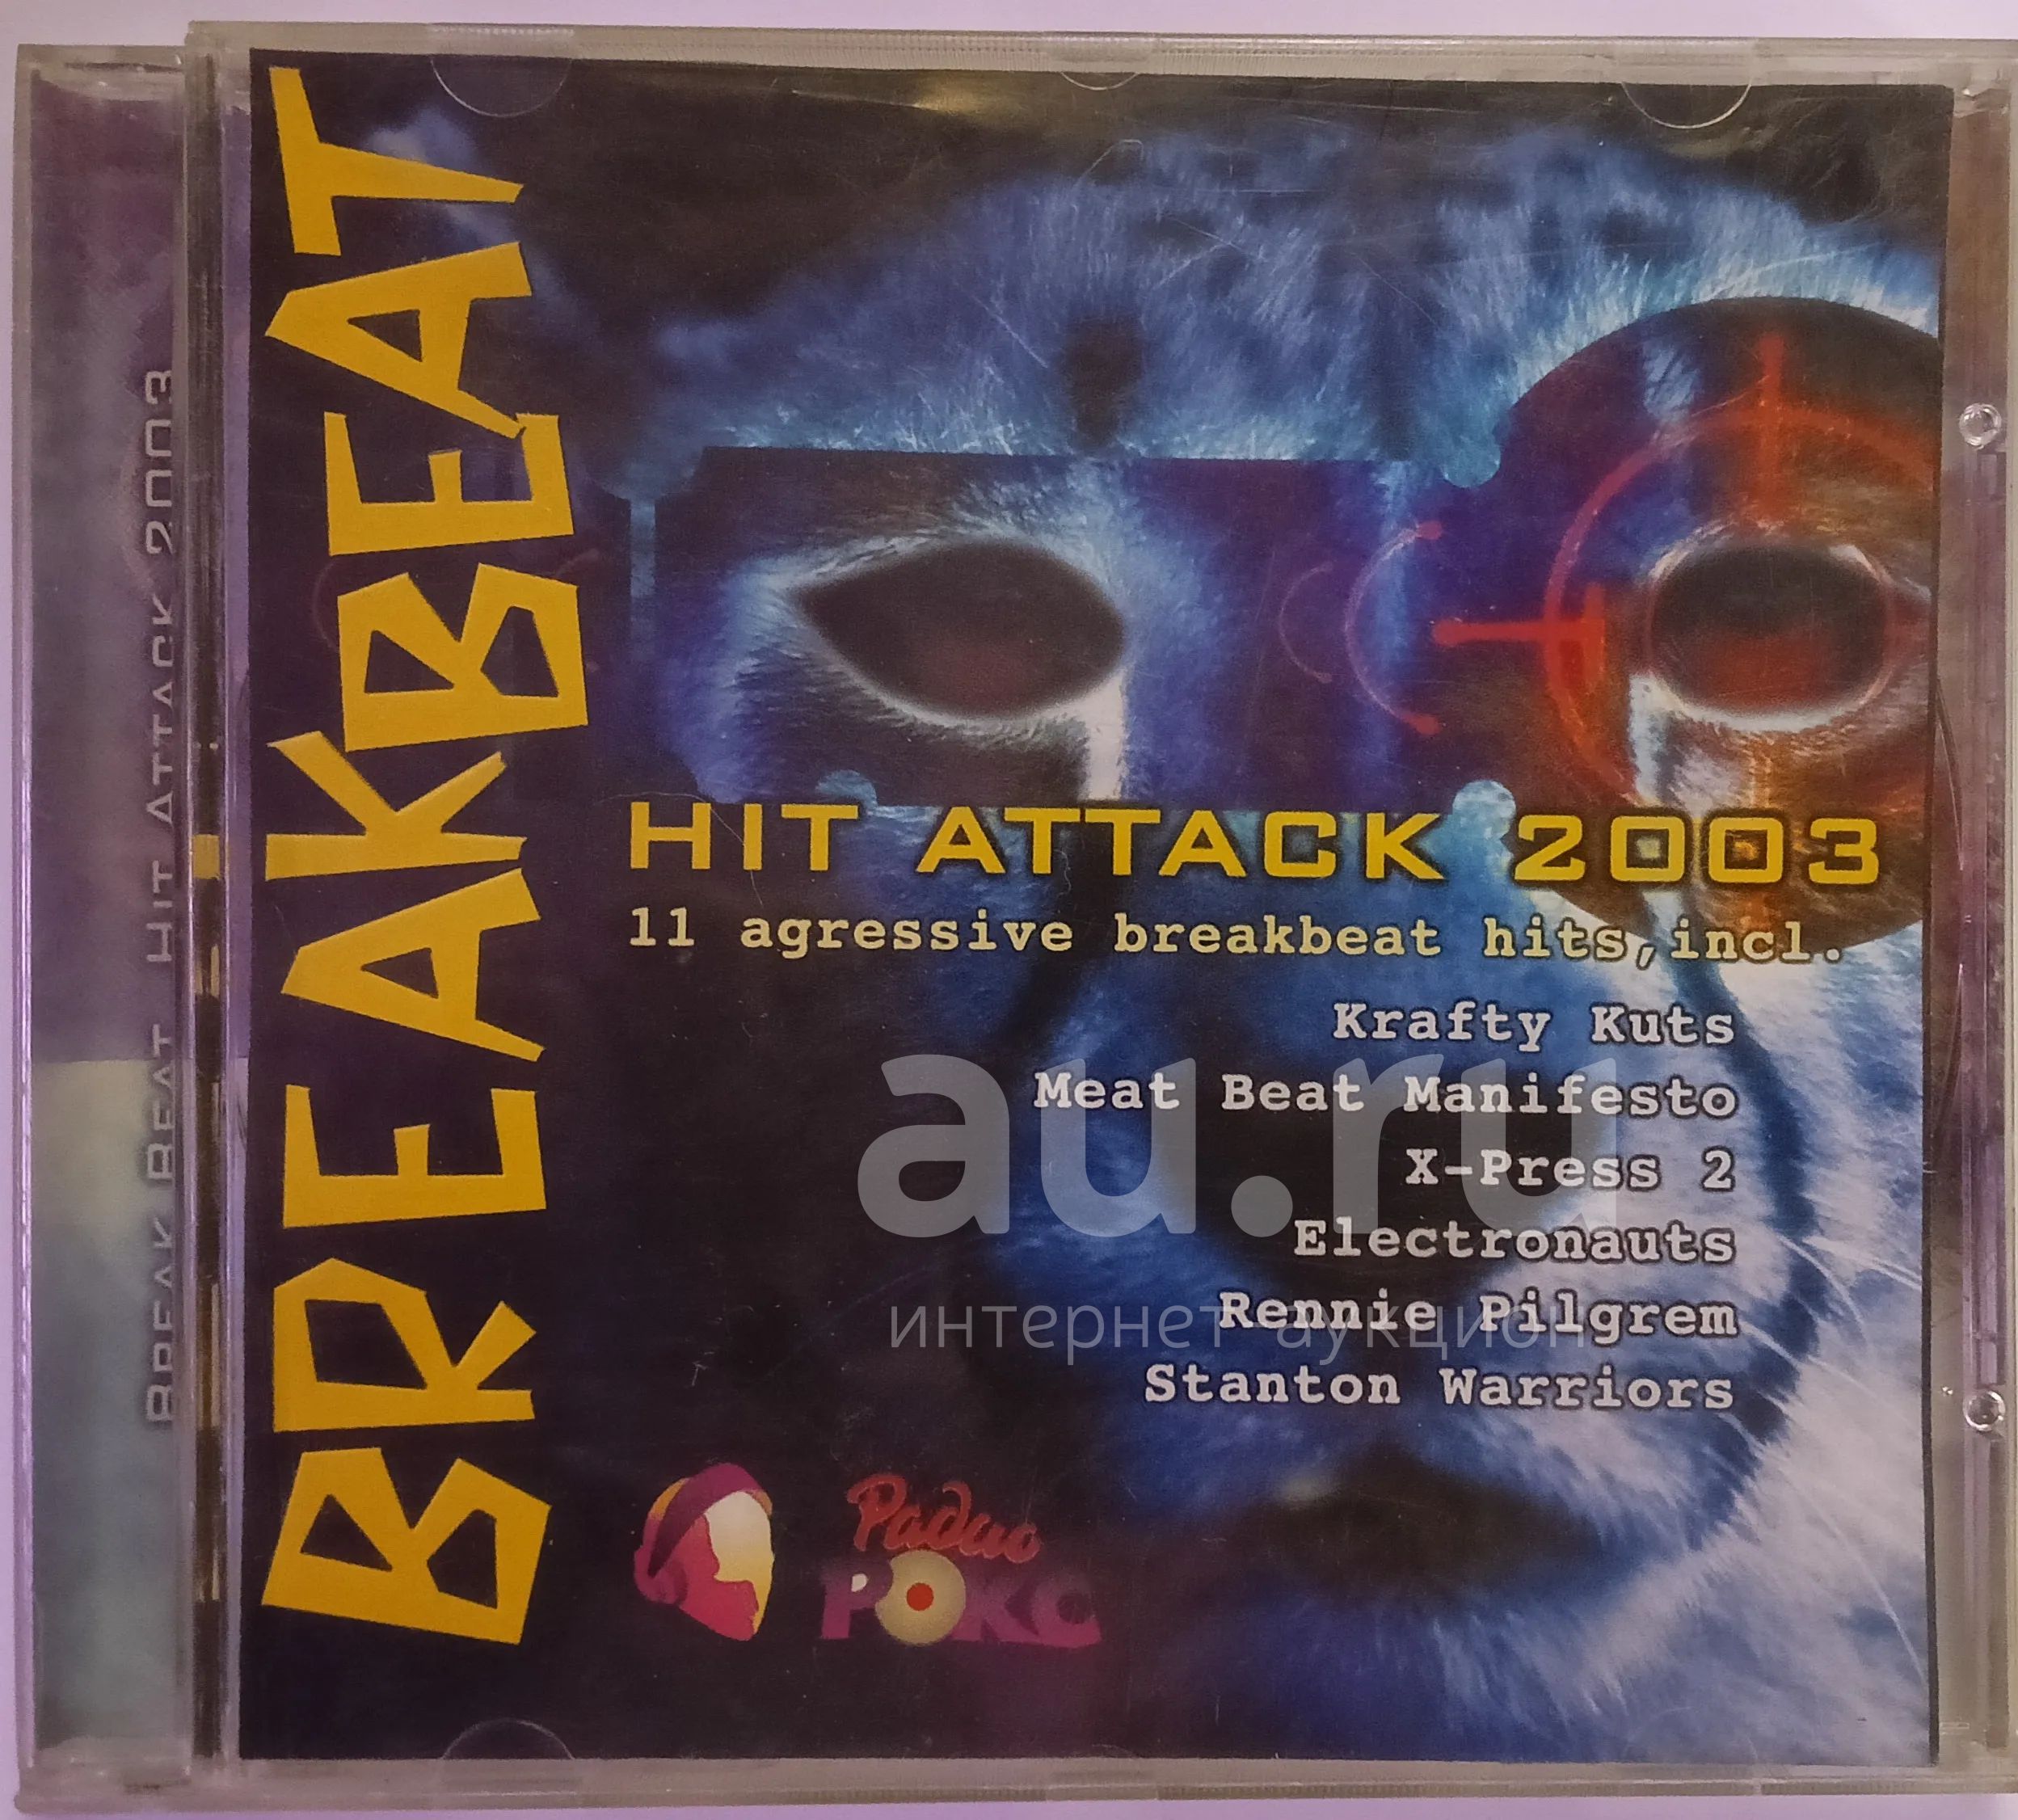 BREAK BEAT HIT ATTACK 2003
BREAKBEAT
HIT ATTACK 2003
11 agressive breakbeat hits,incl.
Krafty Kuts
Meat Beat Manifesto
X-Press 2
Electronauts
Rennie Pilgrem
Stanton Warriors
au.ru
интернет аукцион
Радио
РОКС